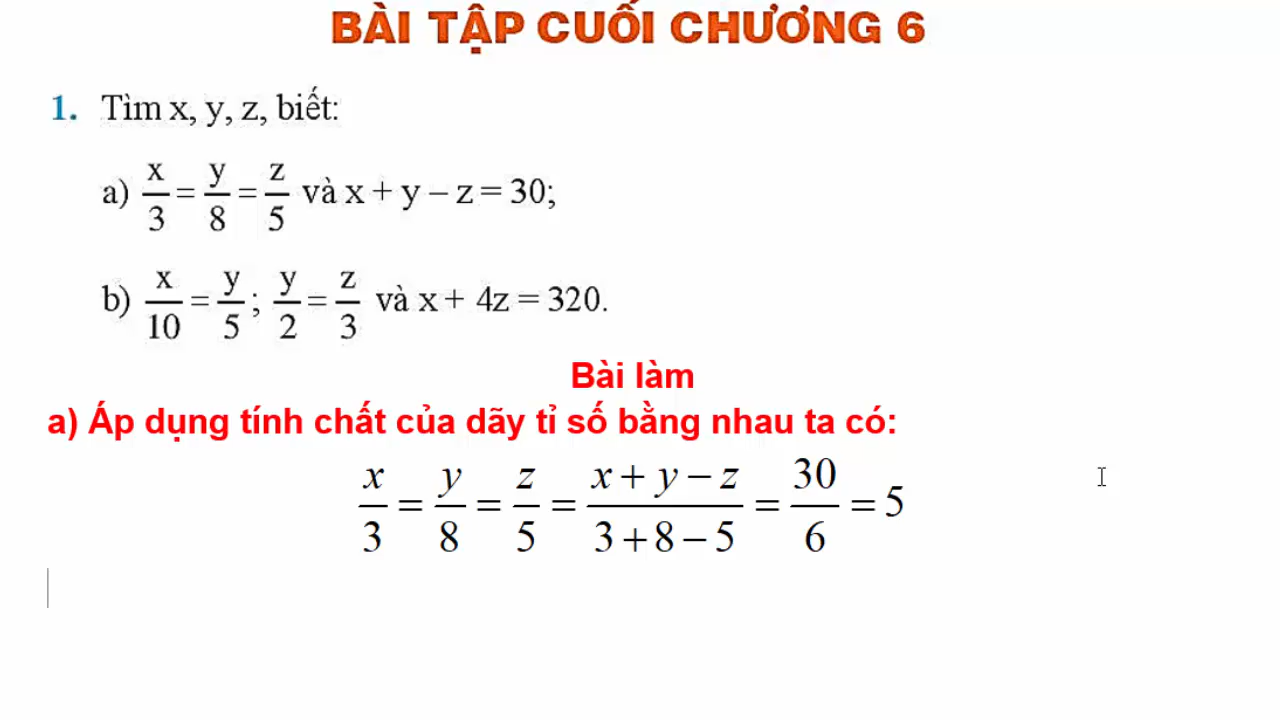 BÀI TẬP CUỐI CHƯƠNG 6
1. Tìm x, y, z, biết:
a) x/3 = y/8 = z/5 và x + y – z = 30;
b) x/10 = y/5 ; y/2 = z/3 và x + 4z = 320.
Bài làm
a) Áp dụng tính chất của dãy tỉ số bằng nhau ta có:
x/3 = y/8 = z/5 = (x + y − z)/(3 + 8 − 5) = 30/6 = 5